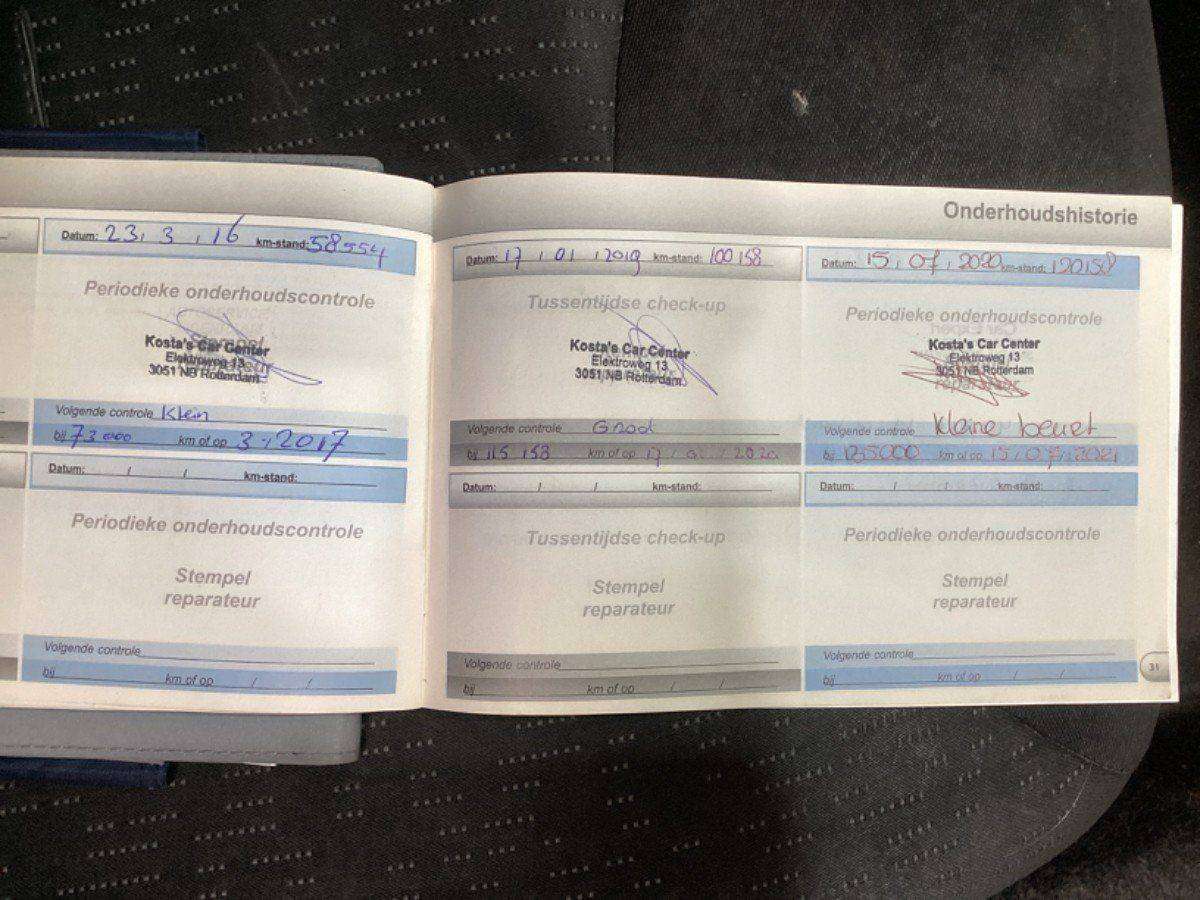 Onderhoudshistorie
Datum: 23, 3, 16 km-stand: 58554
Periodieke onderhoudscontrole
Kosta's Car Center
Elektroweg 13
3051 NB Rotterdam
Volgende controle Klein
bij 73000 km of op 3, 2017
Datum: / / km-stand:
Periodieke onderhoudscontrole
Stempel
reparateur
Volgende controle
bij km of op / /
Datum: 17, 01, 2019 km-stand: 100158
Tussentijdse check-up
Kosta's Car Center
Elektroweg 13
3051 NB Rotterdam
Volgende controle
bij 115 158 km of op 17, 01, 2020
Datum: / / km-stand:
Tussentijdse check-up
Stempel
reparateur
Volgende controle
bij km of op / /
Datum: 15, 07, 2020 km-stand: 120158
Periodieke onderhoudscontrole
Kosta's Car Center
Elektroweg 13
3051 NB Rotterdam
Volgende controle kleine beurt
bij 135000 km of op 15, 07, 2021
Datum: / / km-stand:
Periodieke onderhoudscontrole
Stempel
reparateur
Volgende controle
bij km of op / /
31